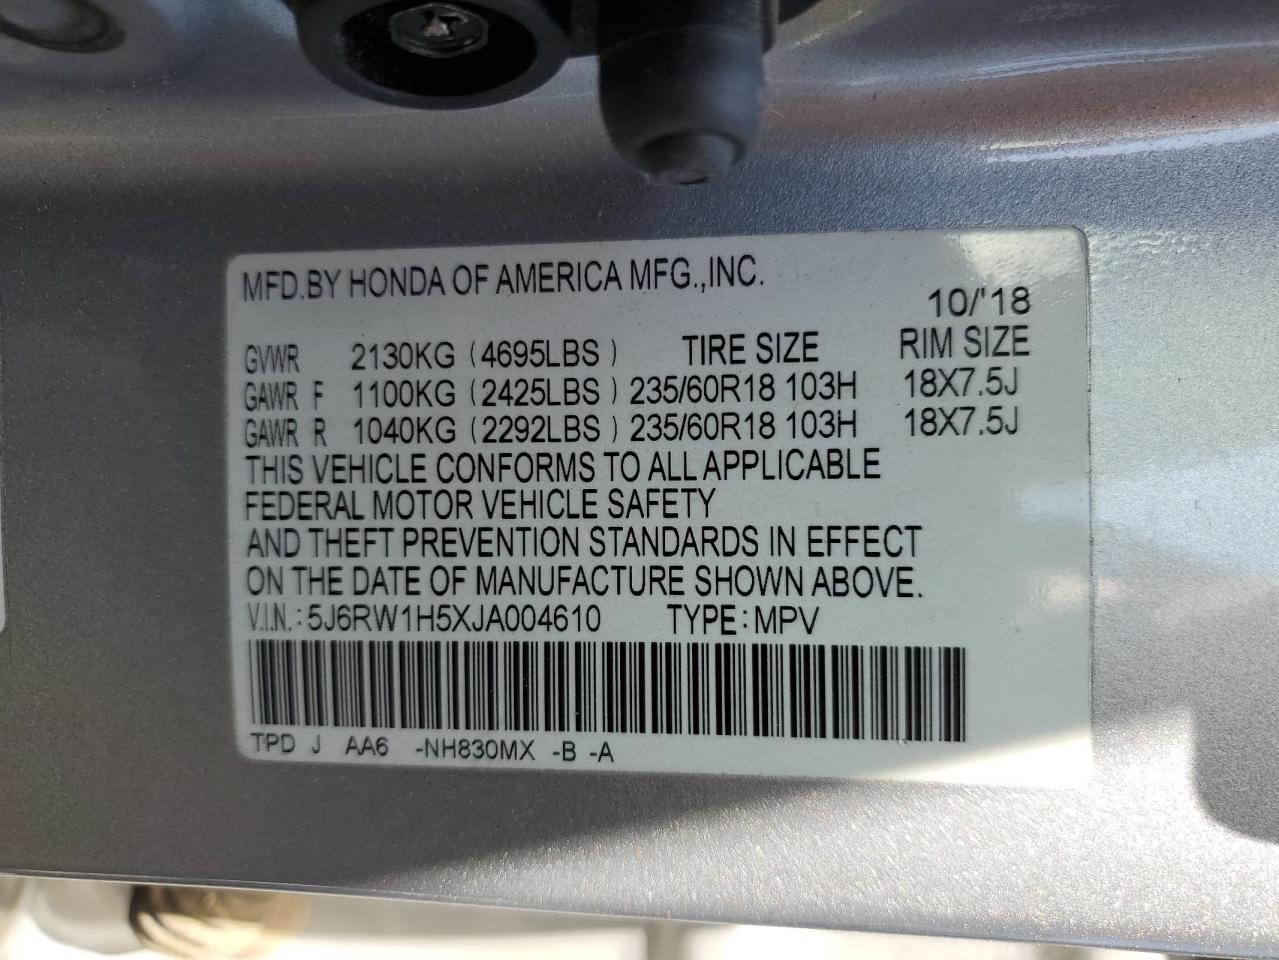 MFD.BY HONDA OF AMERICA MFG.,INC.
10/'18
GVWR 2130KG (4695LBS) TIRE SIZE RIM SIZE
GAWR F 1100KG (2425LBS) 235/60R18 103H 18X7.5J
GAWR R 1040KG (2292LBS) 235/60R18 103H 18X7.5J
THIS VEHICLE CONFORMS TO ALL APPLICABLE
FEDERAL MOTOR VEHICLE SAFETY
AND THEFT PREVENTION STANDARDS IN EFFECT
ON THE DATE OF MANUFACTURE SHOWN ABOVE.
V.I.N.: 5J6RW1H5XJA004610 TYPE: MPV
TPD J AA6 -NH830MX -B -A